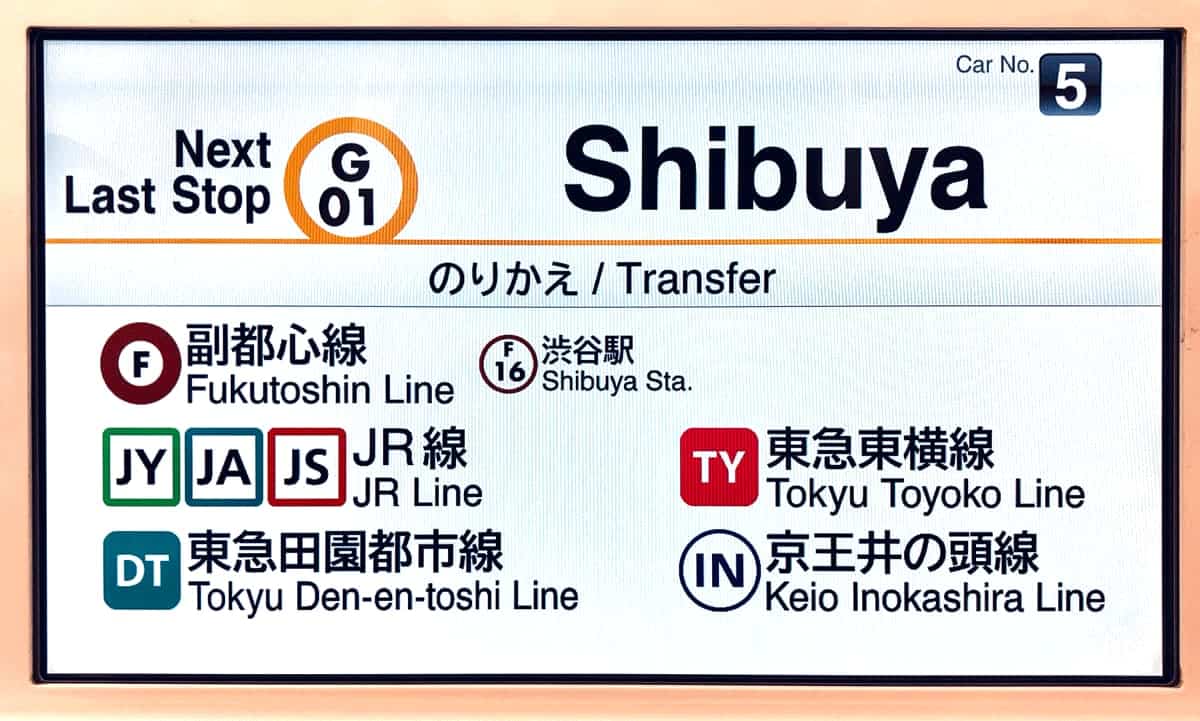 Car No. 5
Next
Last Stop
G
01
Shibuya
のりかえ / Transfer
F
副都心線
Fukutoshin Line
F
16
渋谷駅
Shibuya Sta.
JY JA JS
JR線
JR Line
TY
東急東横線
Tokyu Toyoko Line
DT
東急田園都市線
Tokyu Den-en-toshi Line
IN
京王井の頭線
Keio Inokashira Line